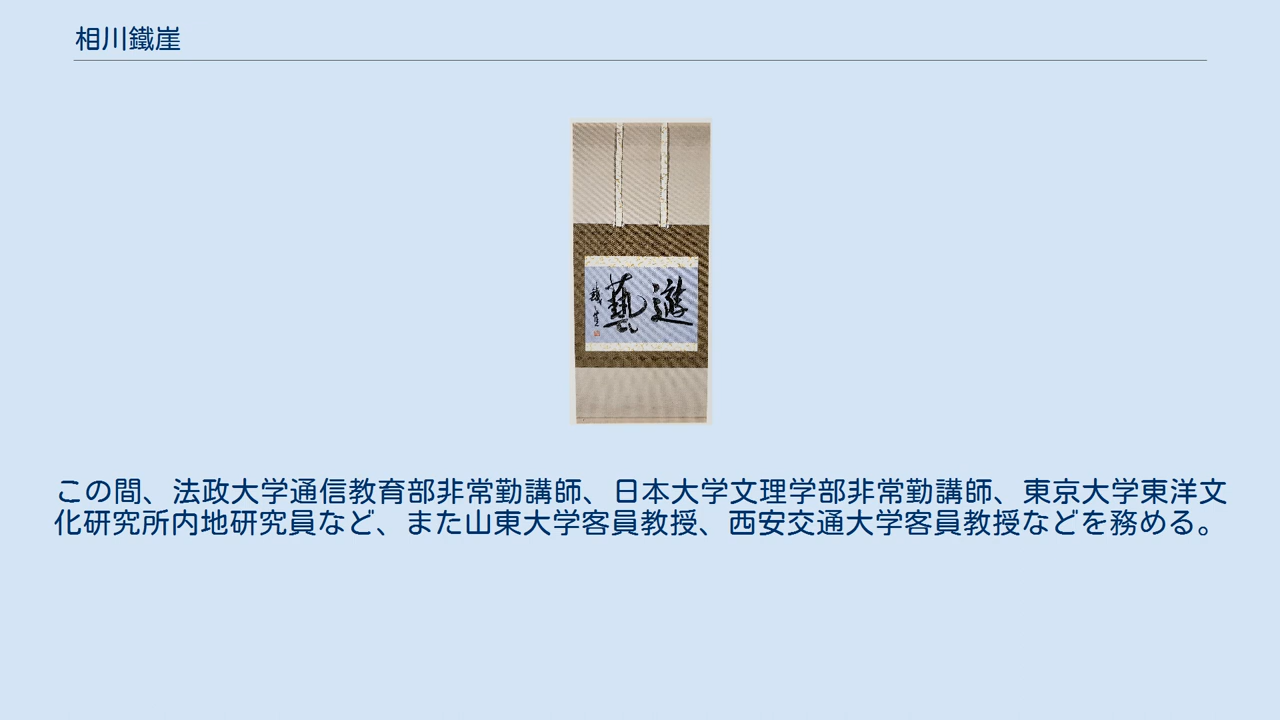 相川鐵崖
遊藝
鐵崖
この間、法政大学通信教育部非常勤講師、日本大学文理学部非常勤講師、東京大学東洋文
化研究所内地研究員など、また山東大学客員教授、西安交通大学客員教授などを務める。